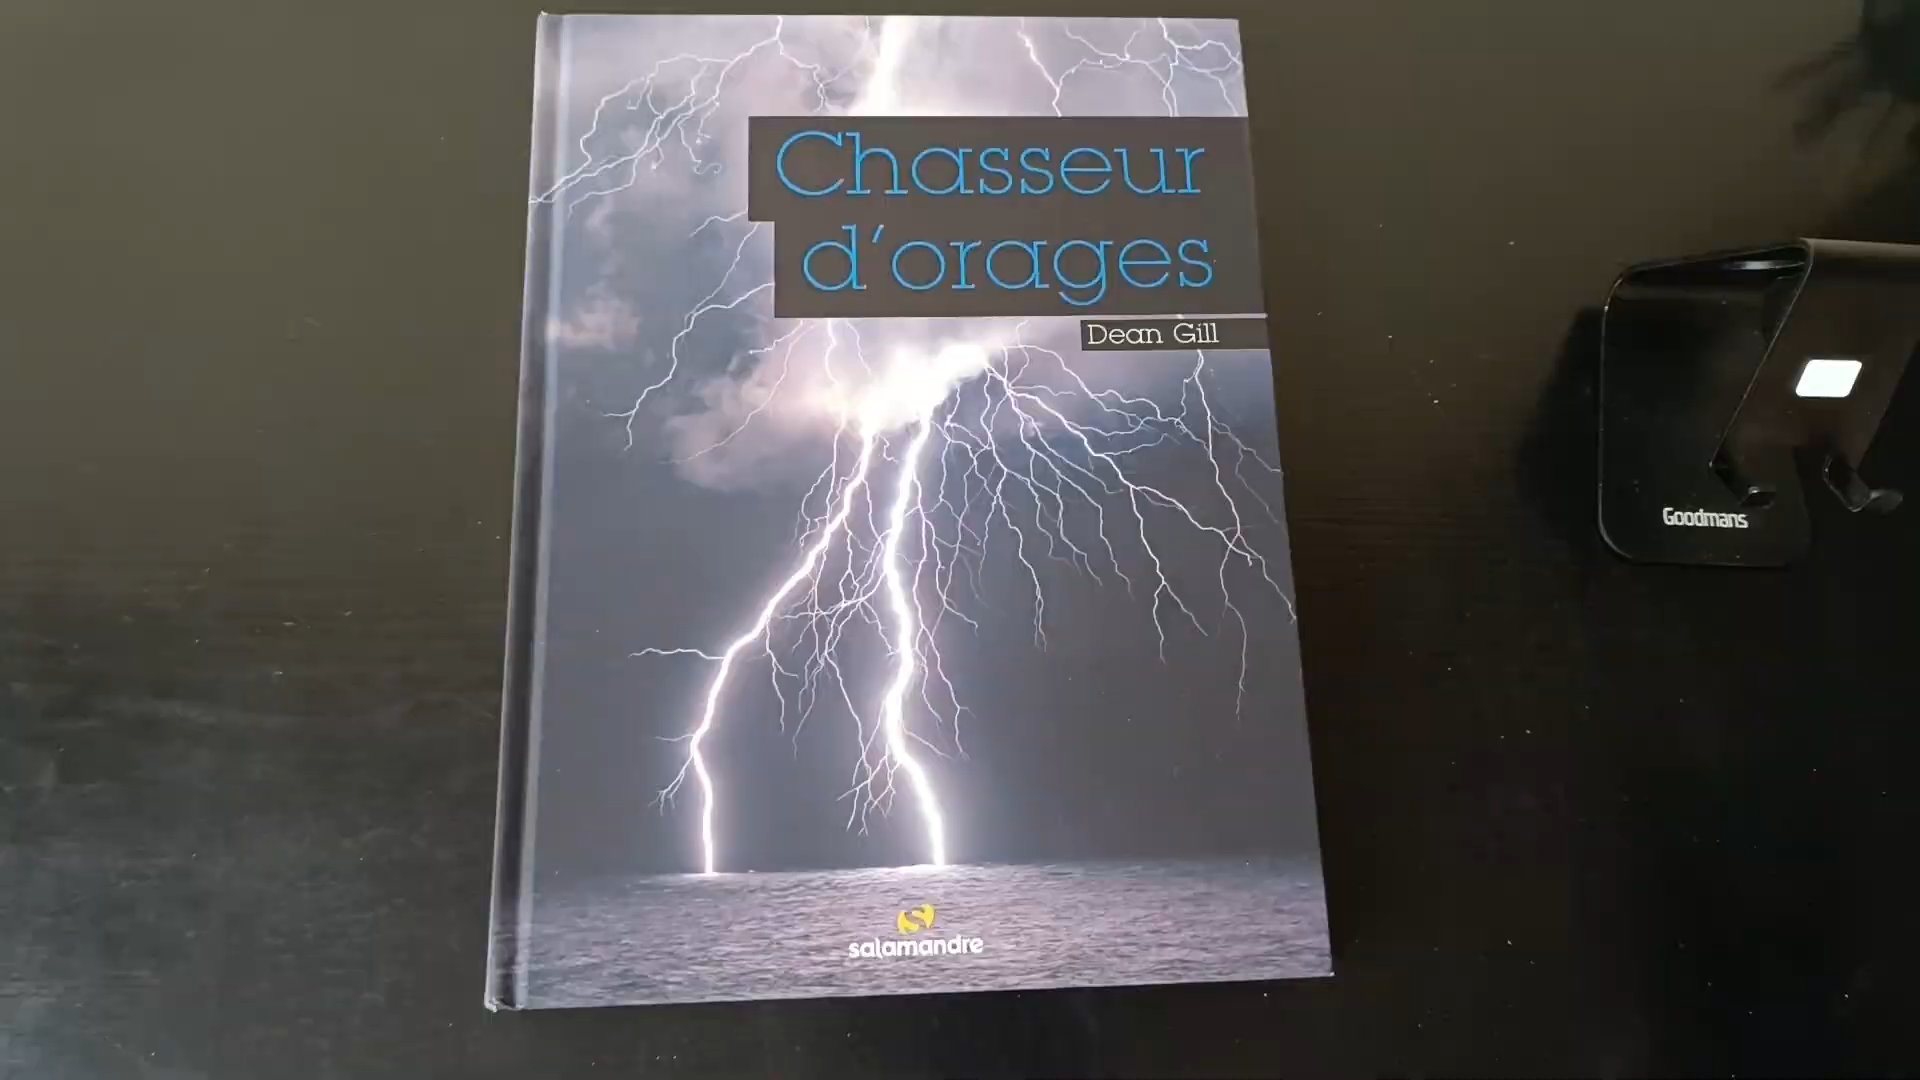 Chasseur
d'orages
Dean Gill
Goodmans
salamandre